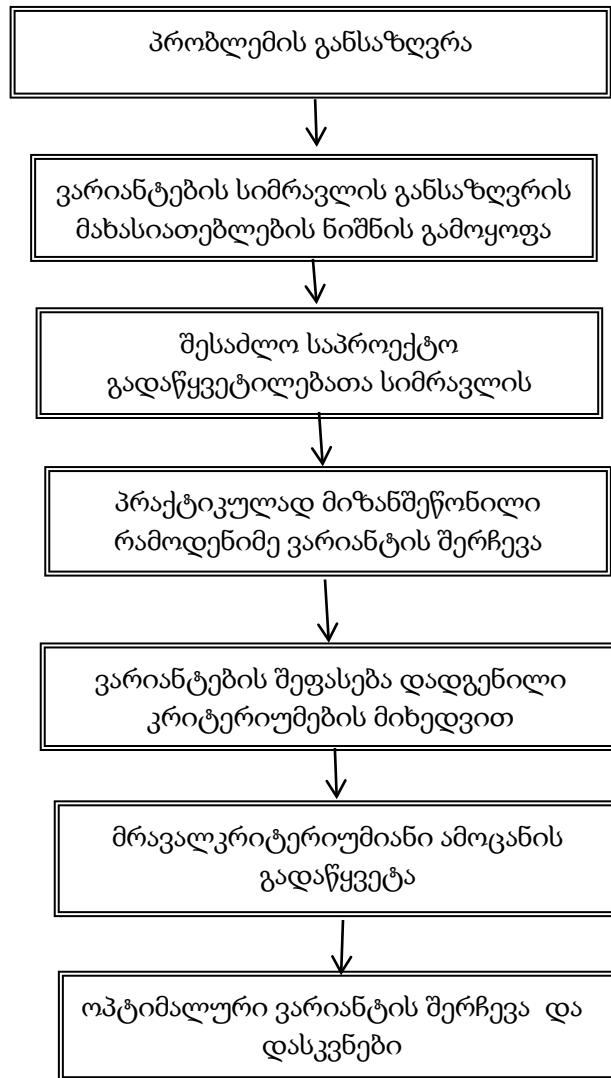 პრობლემის განსაზღვრა
ვარიანტების სიმრავლის განსაზღვრის
მახასიათებლების ნიშნის გამოყოფა
შესაძლო საპროექტო
გადაწყვეტილებათა სიმრავლის
პრაქტიკულად მიზანშეწონილი
რამოდენიმე ვარიანტის შერჩევა
ვარიანტების შეფასება დადგენილი
კრიტერიუმების მიხედვით
მრავალკრიტერიუმიანი ამოცანის
გადაწყვეტა
ოპტიმალური ვარიანტის შერჩევა და
დასკვნები